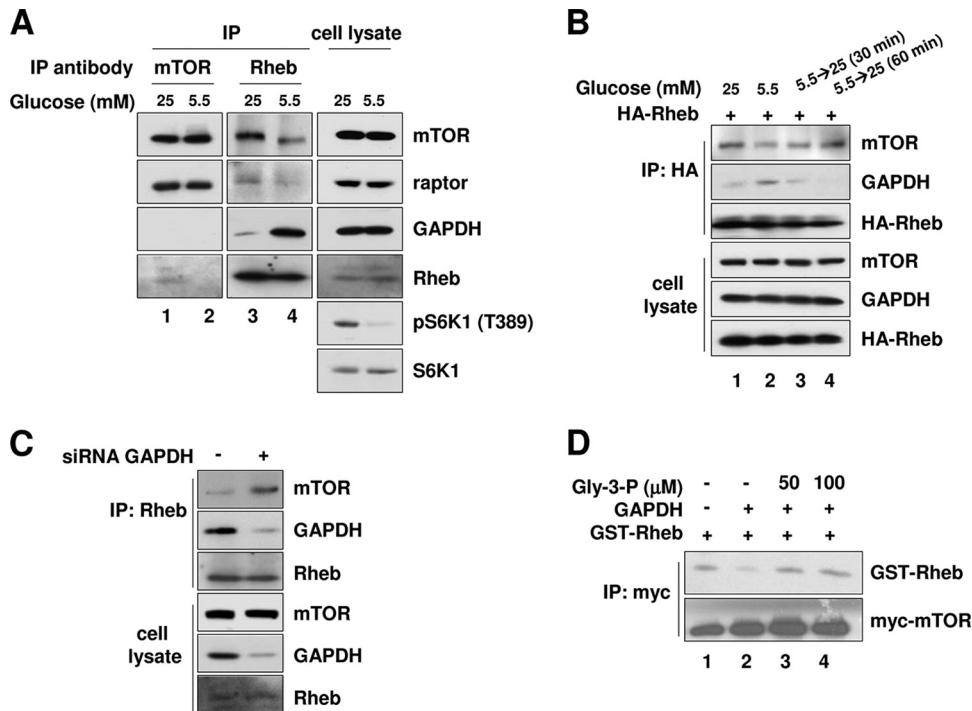 A
IP cell lysate
IP antibody mTOR Rheb
Glucose (mM) 25 5.5 25 5.5 25 5.5
mTOR
raptor
GAPDH
Rheb
1 2 3 4
pS6K1 (T389)
S6K1
B
Glucose (mM) 25 5.5 5.5→25 (30 min) 5.5→25 (60 min)
HA-Rheb + + + +
IP: HA
mTOR
GAPDH
HA-Rheb
cell lysate
mTOR
GAPDH
HA-Rheb
1 2 3 4
C
siRNA GAPDH - +
IP: Rheb
mTOR
GAPDH
Rheb
cell lysate
mTOR
GAPDH
Rheb
D
Gly-3-P (μM) - - 50 100
GAPDH - + + +
GST-Rheb + + + +
IP: myc
GST-Rheb
myc-mTOR
1 2 3 4